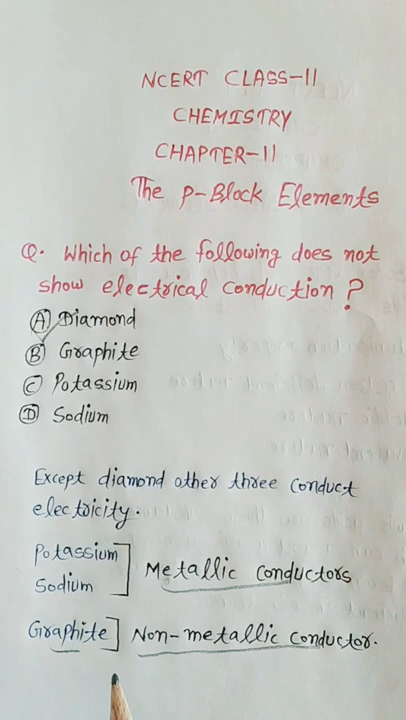 NCERT CLASS-11
CHEMISTRY
CHAPTER-11
The p-Block Elements
Q. Which of the following does not
show electrical conduction?
(A) Diamond
(B) Graphite
(C) Potassium
(D) Sodium
Except diamond other three conduct
electricity.
Potassium
Sodium ] Metallic conductors
Graphite] Non-metallic conductor.